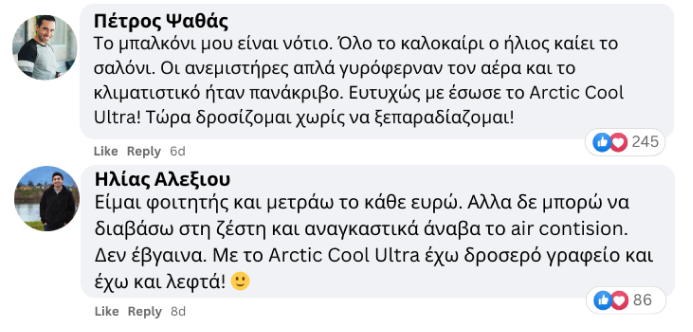 Πέτρος Ψαθάς
Το μπαλκόνι μου είναι νότιο. Όλο το καλοκαίρι ο ήλιος καίει το
σαλόνι. Οι ανεμιστήρες απλά γυρόφερναν τον αέρα και το
κλιματιστικό ήταν πανάκριβο. Ευτυχώς με έσωσε το Arctic Cool
Ultra! Τώρα δροσίζομαι χωρίς να ξεπαραδίαζομαι!
245
Like Reply 6d
Ηλίας Αλεξιου
Είμαι φοιτητής και μετράω το κάθε ευρώ. Αλλα δε μπορώ να
διαβάσω στη ζέστη και αναγκαστικά άναβα το air contision.
Δεν έβγαινα. Με το Arctic Cool Ultra έχω δροσερό γραφείο και
έχω και λεφτά! 🙂
86
Like Reply 8d